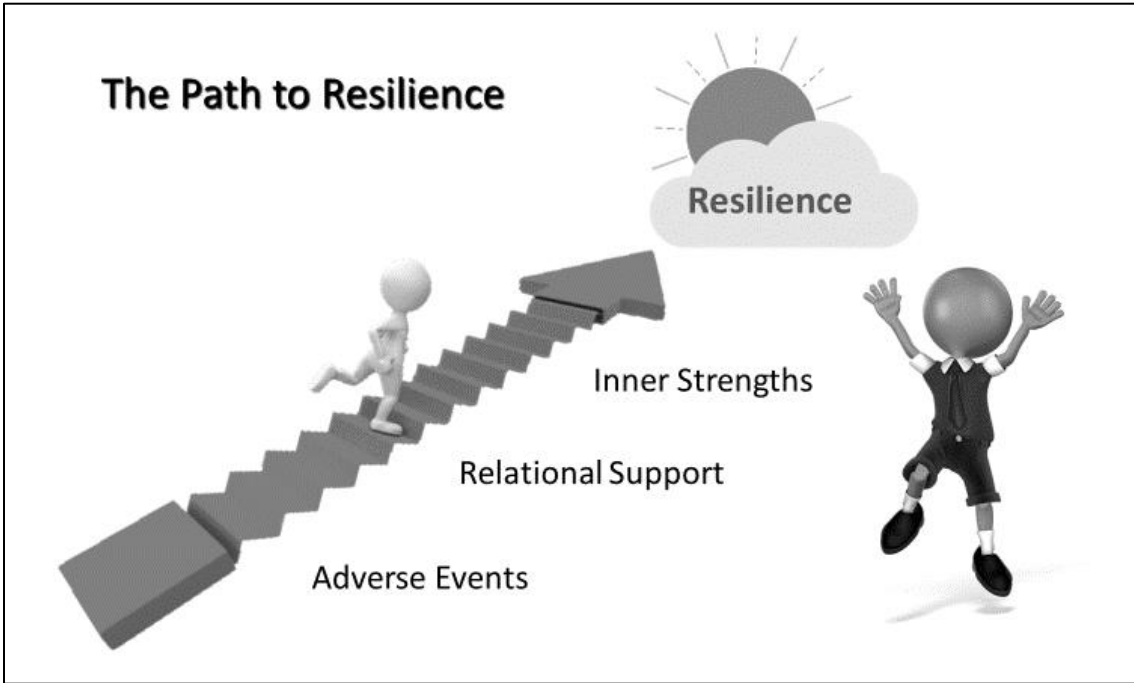 The Path to Resilience
Resilience
Inner Strengths
Relational Support
Adverse Events